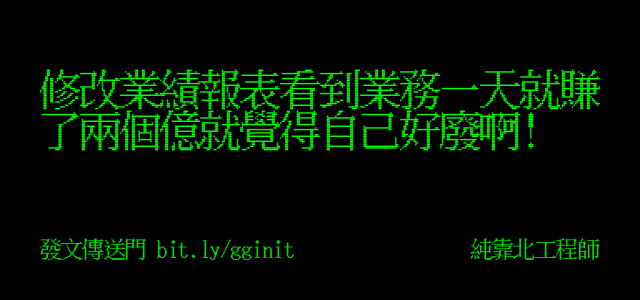 修改業績報表看到業務一天就賺
了兩個億就覺得自己好廢啊!
發文傳送門 bit.ly/gginit
純靠北工程師